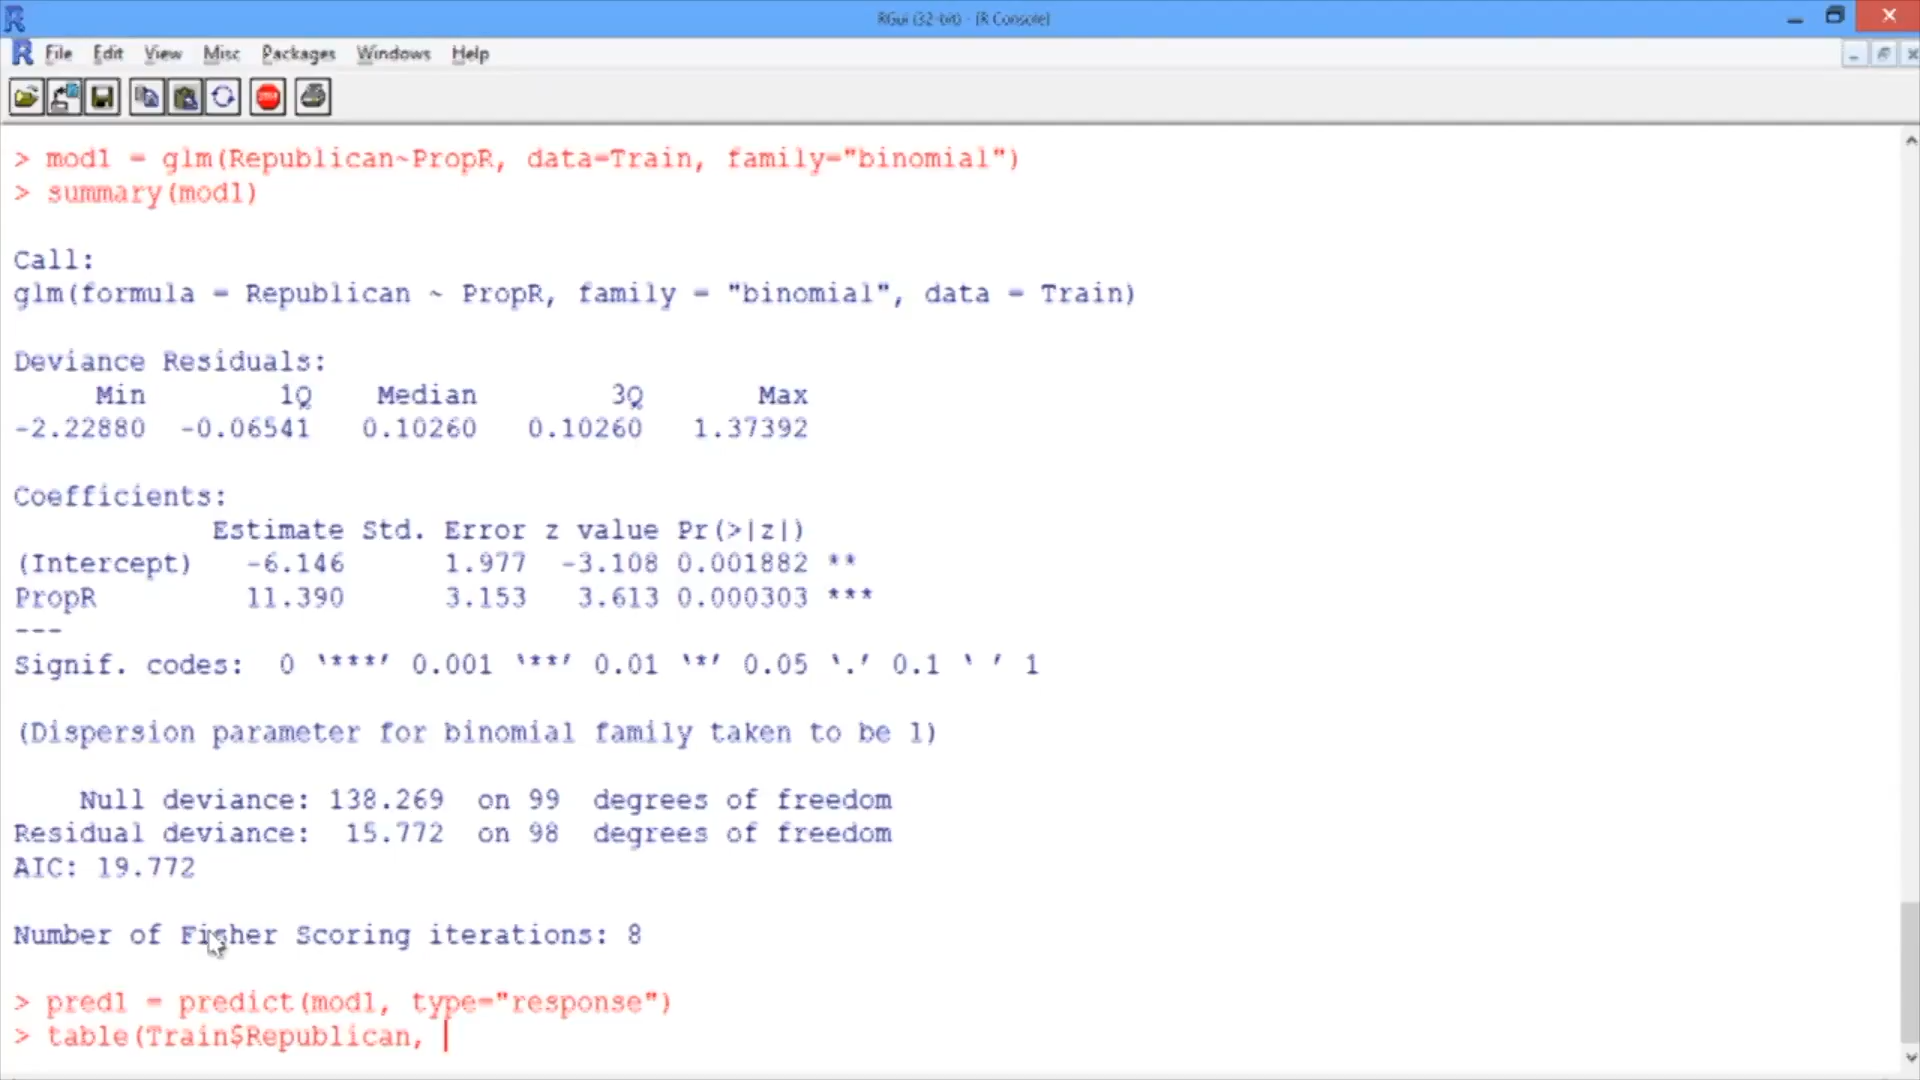 RGui (32-bit) - [R Console]
File Edit View Misc Packages Windows Help
STOP
> mod1 = glm(Republican~PropR, data=Train, family="binomial")
> summary(mod1)
Call:
glm(formula = Republican ~ PropR, family = "binomial", data = Train)
Deviance Residuals:
Min 1Q Median 3Q Max
-2.22880 -0.06541 0.10260 0.10260 1.37392
Coefficients:
Estimate Std. Error z value Pr(>|z|)
(Intercept) -6.146 1.977 -3.108 0.001882 **
PropR 11.390 3.153 3.613 0.000303 ***
---
Signif. codes: 0 ‘***’ 0.001 ‘**’ 0.01 ‘*’ 0.05 ‘.’ 0.1 ‘ ’ 1
(Dispersion parameter for binomial family taken to be 1)
Null deviance: 138.269 on 99 degrees of freedom
Residual deviance: 15.772 on 98 degrees of freedom
AIC: 19.772
Number of Fisher Scoring iterations: 8
> pred1 = predict(mod1, type="response")
> table(Train$Republican,